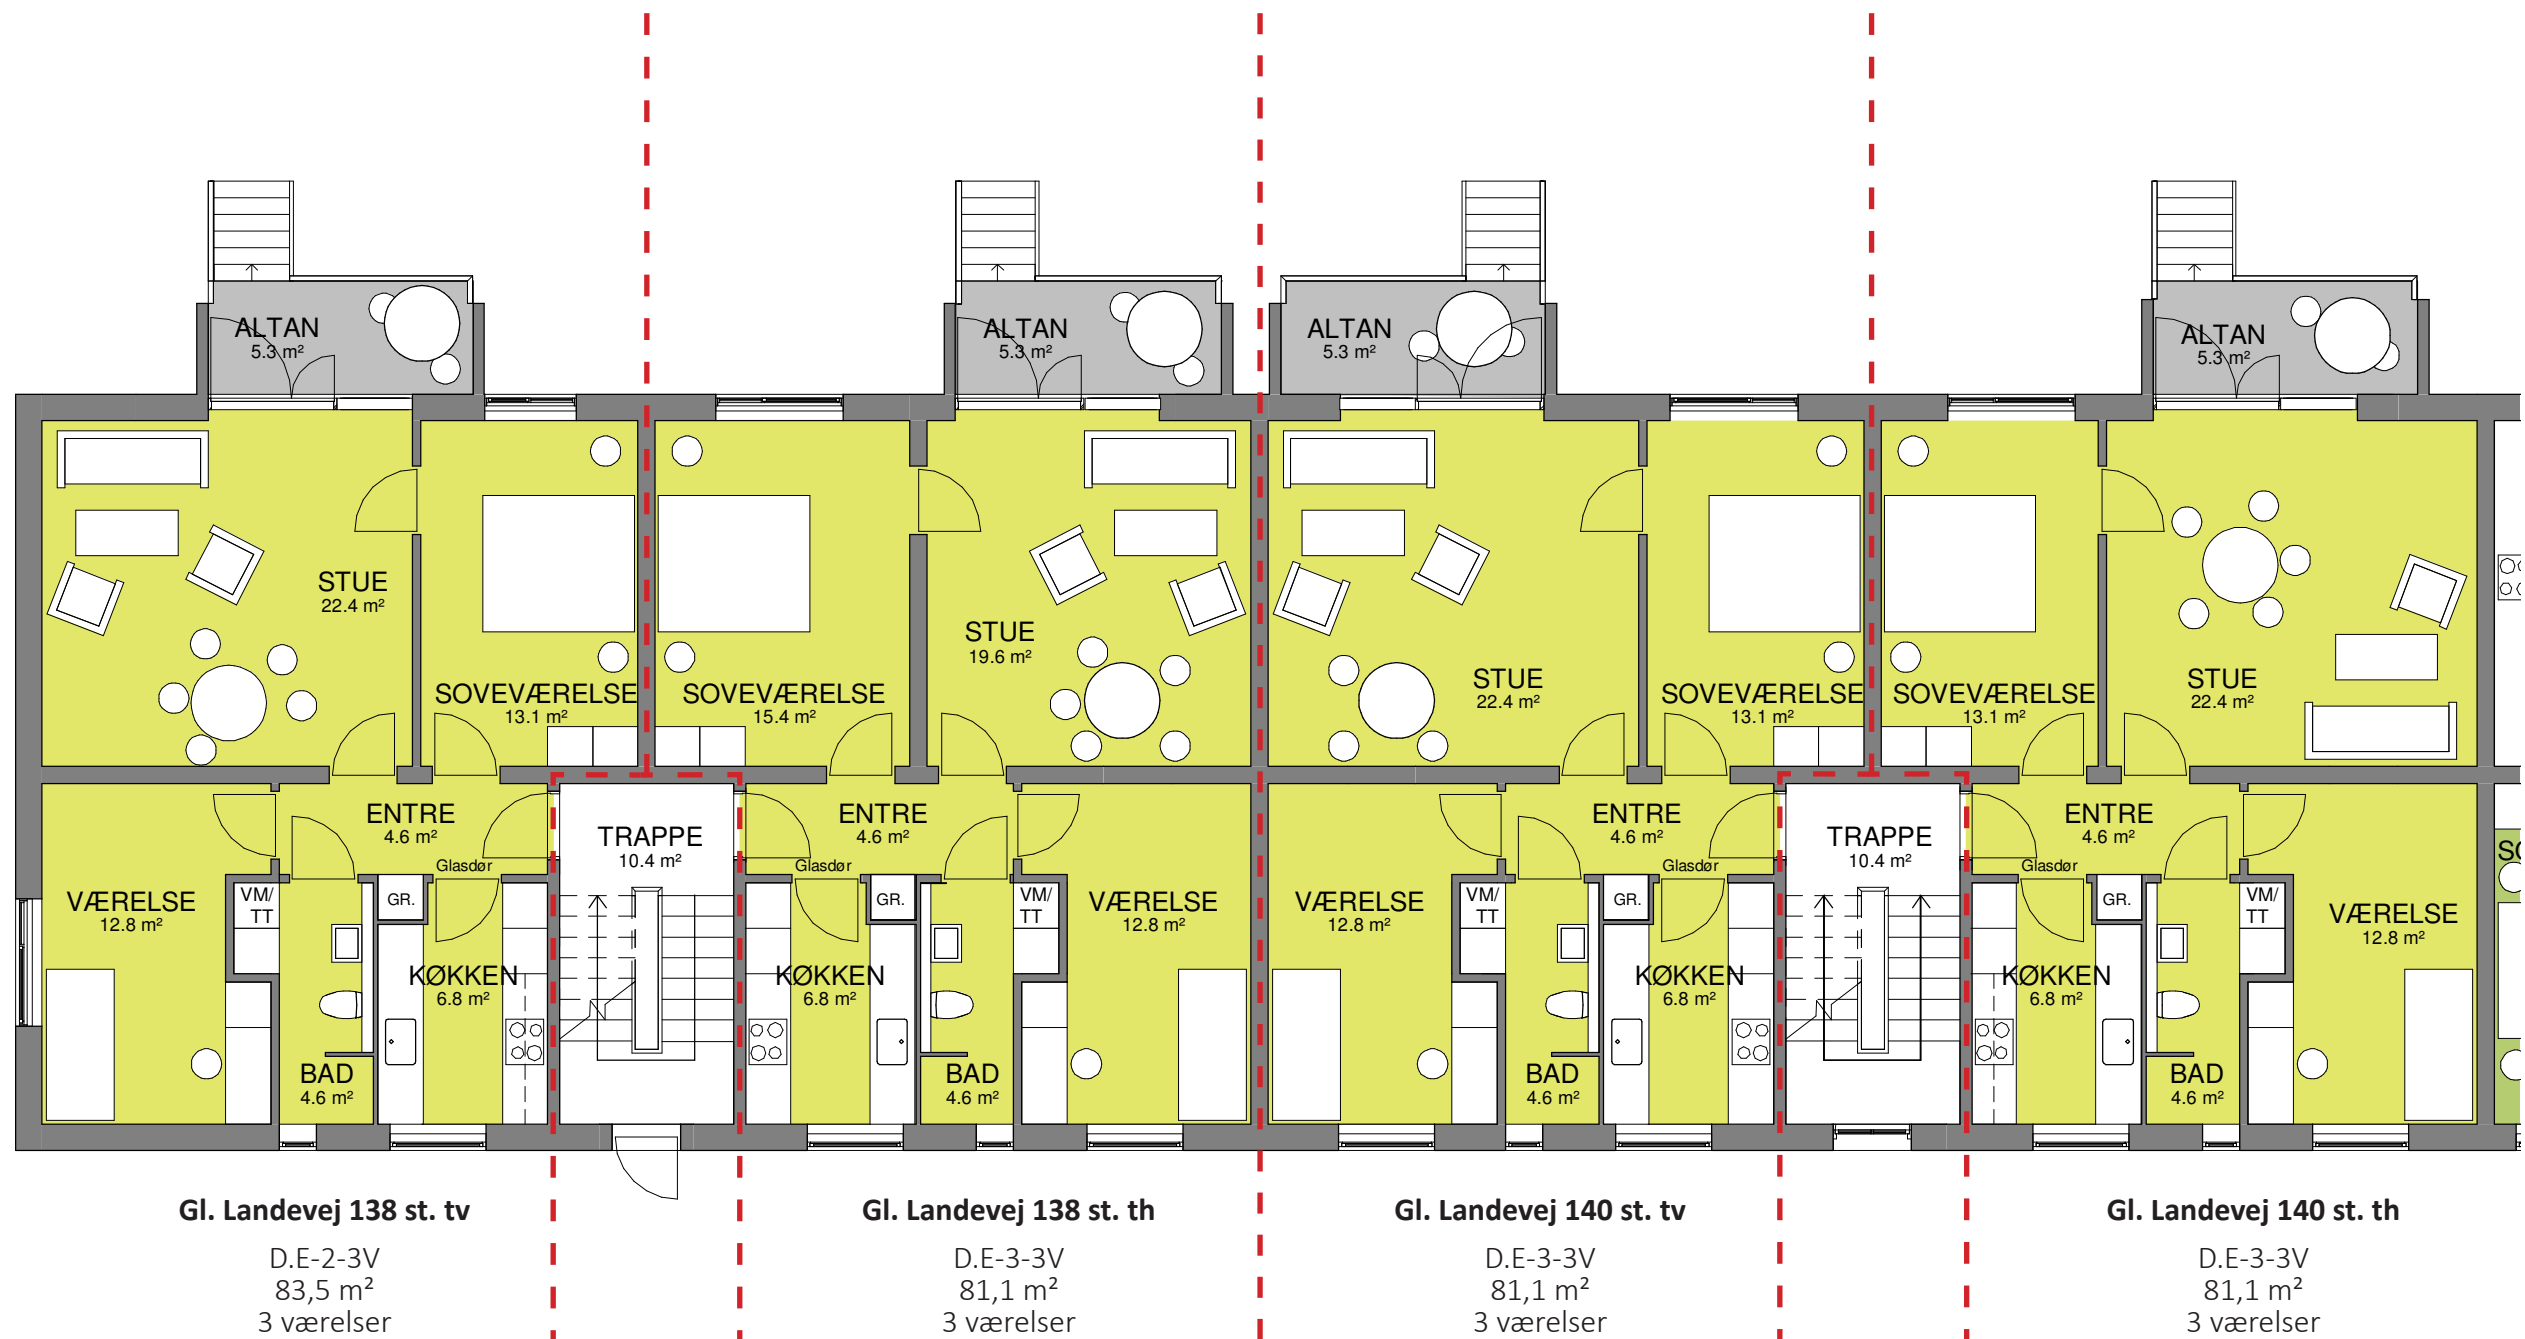 ALTAN
5.3 m²
ALTAN
5.3 m²
ALTAN
5.3 m²
ALTAN
5.3 m²
STUE
22.4 m²
SOVEVÆRELSE
13.1 m²
SOVEVÆRELSE
15.4 m²
STUE
19.6 m²
STUE
22.4 m²
SOVEVÆRELSE
13.1 m²
SOVEVÆRELSE
13.1 m²
STUE
22.4 m²
ENTRE
4.6 m²
Glasdør
TRAPPE
10.4 m²
ENTRE
4.6 m²
Glasdør
ENTRE
4.6 m²
Glasdør
TRAPPE
10.4 m²
ENTRE
4.6 m²
Glasdør
VÆRELSE
12.8 m²
VM/
TT
GR.
KØKKEN
6.8 m²
BAD
4.6 m²
KØKKEN
6.8 m²
GR.
VM/
TT
BAD
4.6 m²
VÆRELSE
12.8 m²
VÆRELSE
12.8 m²
VM/
TT
GR.
BAD
4.6 m²
KØKKEN
6.8 m²
KØKKEN
6.8 m²
GR.
VM/
TT
BAD
4.6 m²
VÆRELSE
12.8 m²
Gl. Landevej 138 st. tv
D.E-2-3V
83,5 m²
3 værelser
Gl. Landevej 138 st. th
D.E-3-3V
81,1 m²
3 værelser
Gl. Landevej 140 st. tv
D.E-3-3V
81,1 m²
3 værelser
Gl. Landevej 140 st. th
D.E-3-3V
81,1 m²
3 værelser